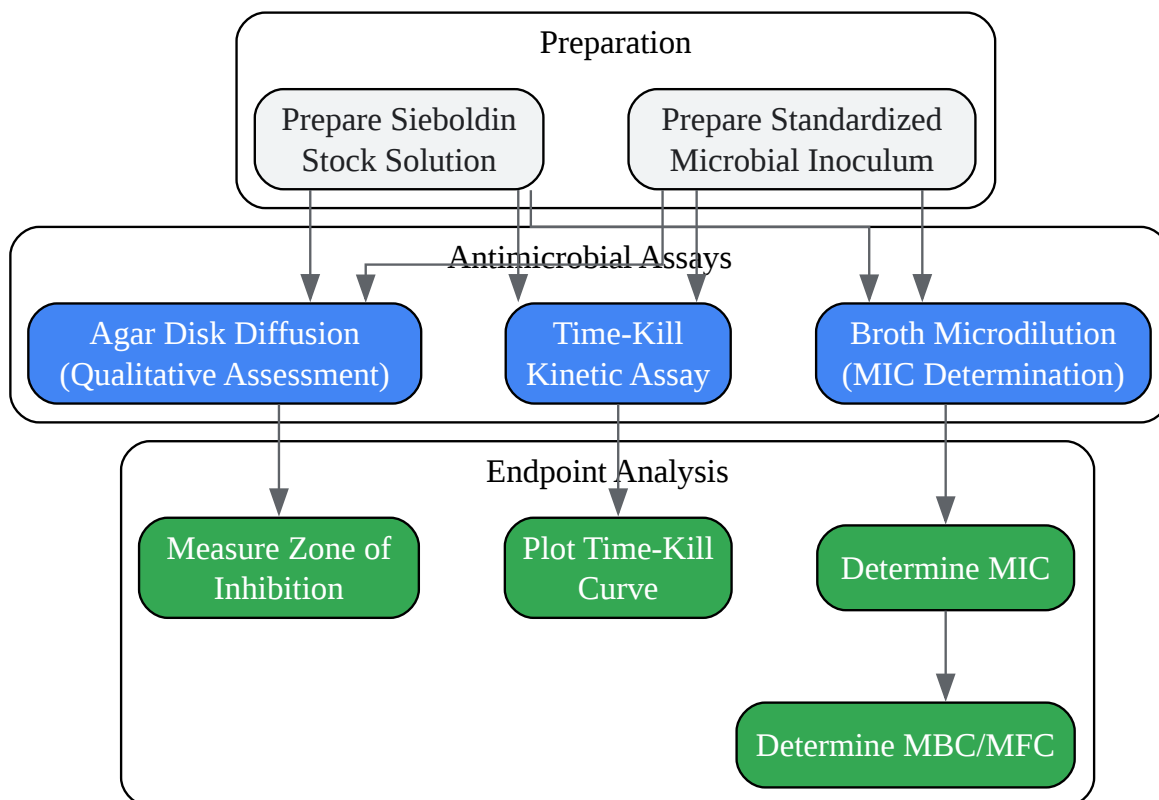 Preparation
Prepare Sieboldin
Stock Solution
Prepare Standardized
Microbial Inoculum
Antimicrobial Assays
Agar Disk Diffusion
(Qualitative Assessment)
Time-Kill
Kinetic Assay
Broth Microdilution
(MIC Determination)
Endpoint Analysis
Measure Zone of
Inhibition
Plot Time-Kill
Curve
Determine MIC
Determine MBC/MFC